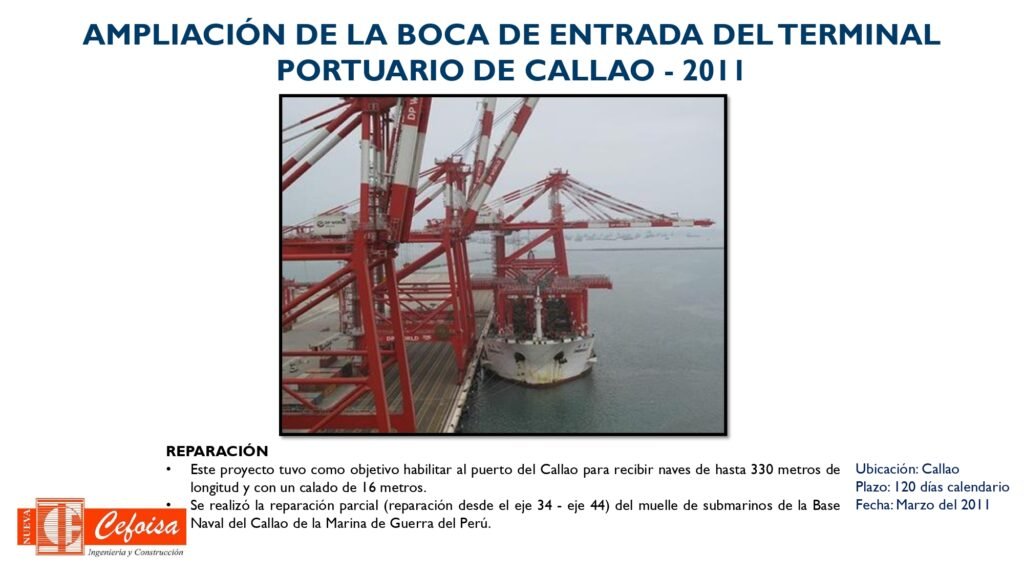 AMPLIACIÓN DE LA BOCA DE ENTRADA DEL TERMINAL
PORTUARIO DE CALLAO - 2011
DP WORLD
DP WORLD
REPARACIÓN
• Este proyecto tuvo como objetivo habilitar al puerto del Callao para recibir naves de hasta 330 metros de
longitud y con un calado de 16 metros.
• Se realizó la reparación parcial (reparación desde el eje 34 - eje 44) del muelle de submarinos de la Base
Naval del Callao de la Marina de Guerra del Perú.
Ubicación: Callao
Plazo: 120 días calendario
Fecha: Marzo del 2011
NUEVA
Cefoisa
Ingeniería y Construcción